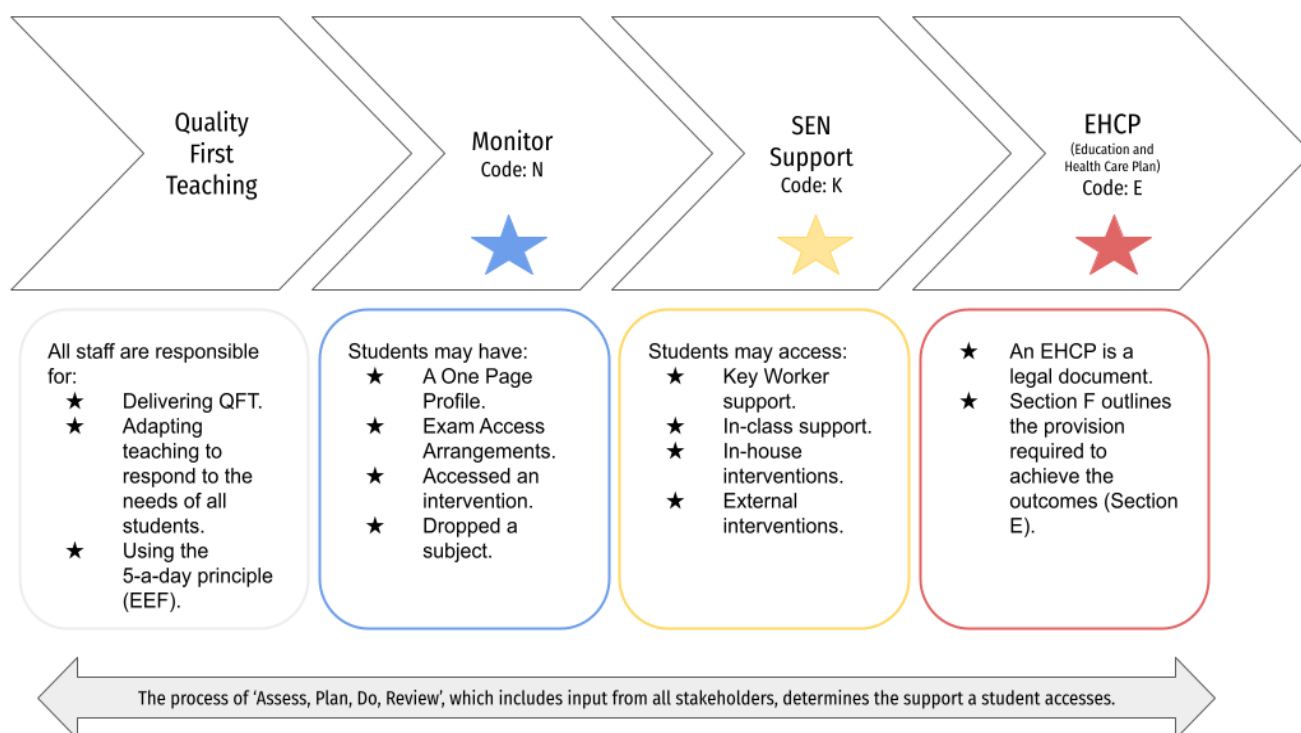 Quality
First
Teaching
Monitor
Code: N
SEN
Support
Code: K
EHCP
(Education and
Health Care Plan)
Code: E
All staff are responsible
for:
★ Delivering QFT.
★ Adapting
teaching to
respond to the
needs of all
students.
★ Using the
5-a-day principle
(EEF).
Students may have:
★ A One Page
Profile.
★ Exam Access
Arrangements.
★ Accessed an
intervention.
★ Dropped a
subject.
Students may access:
★ Key Worker
support.
★ In-class support.
★ In-house
interventions.
★ External
interventions.
★ An EHCP is a
legal document.
★ Section F outlines
the provision
required to
achieve the
outcomes (Section
E).
The process of ‘Assess, Plan, Do, Review’, which includes input from all stakeholders, determines the support a student accesses.